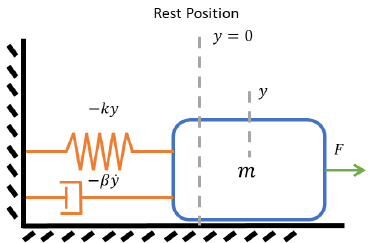 Rest Position
y = 0
y
−ky
F
−βẏ
m